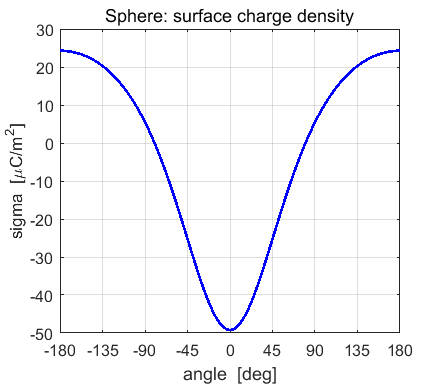 Sphere: surface charge density
30
20
10
0
-10
-20
-30
-40
-50
sigma [μC/m²]
-180 -135 -90 -45 0 45 90 135 180
angle [deg]